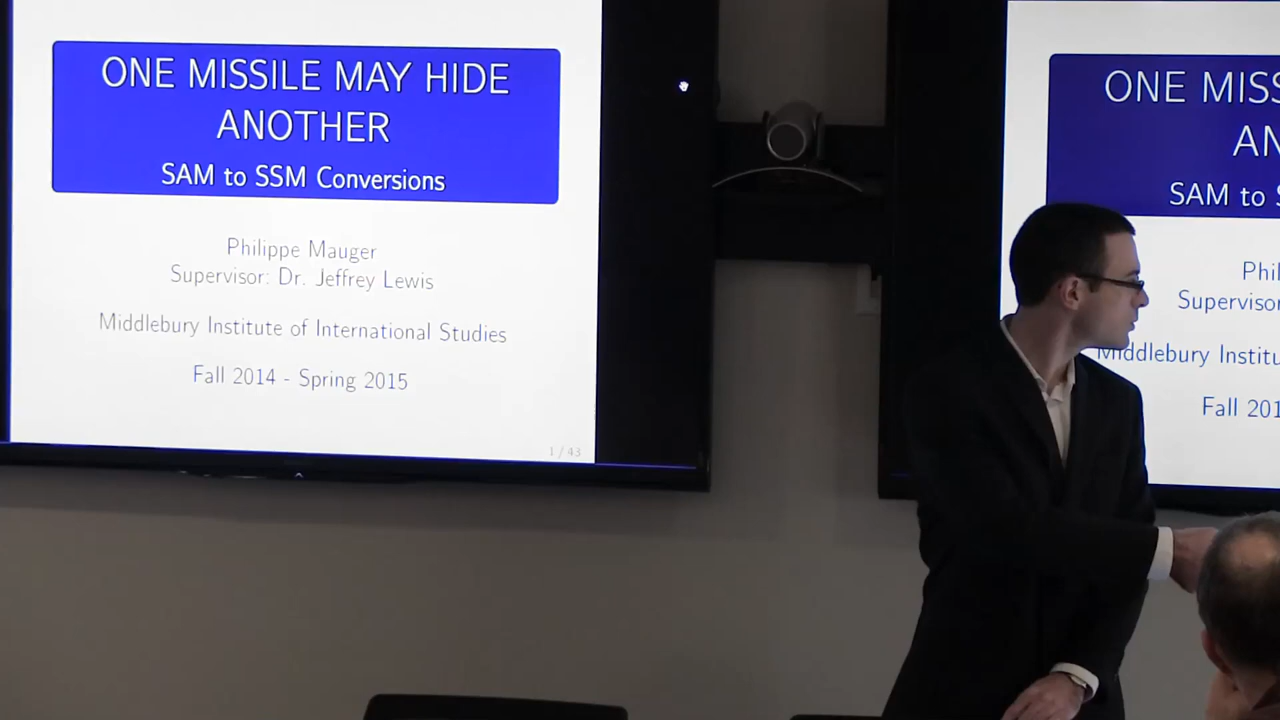 ONE MISSILE MAY HIDE
ANOTHER
SAM to SSM Conversions
Philippe Mauger
Supervisor: Dr. Jeffrey Lewis
Middlebury Institute of International Studies
Fall 2014 - Spring 2015
1 / 43
ONE MISS
AN
SAM to S
Phil
Supervisor
Middlebury Institu
Fall 201